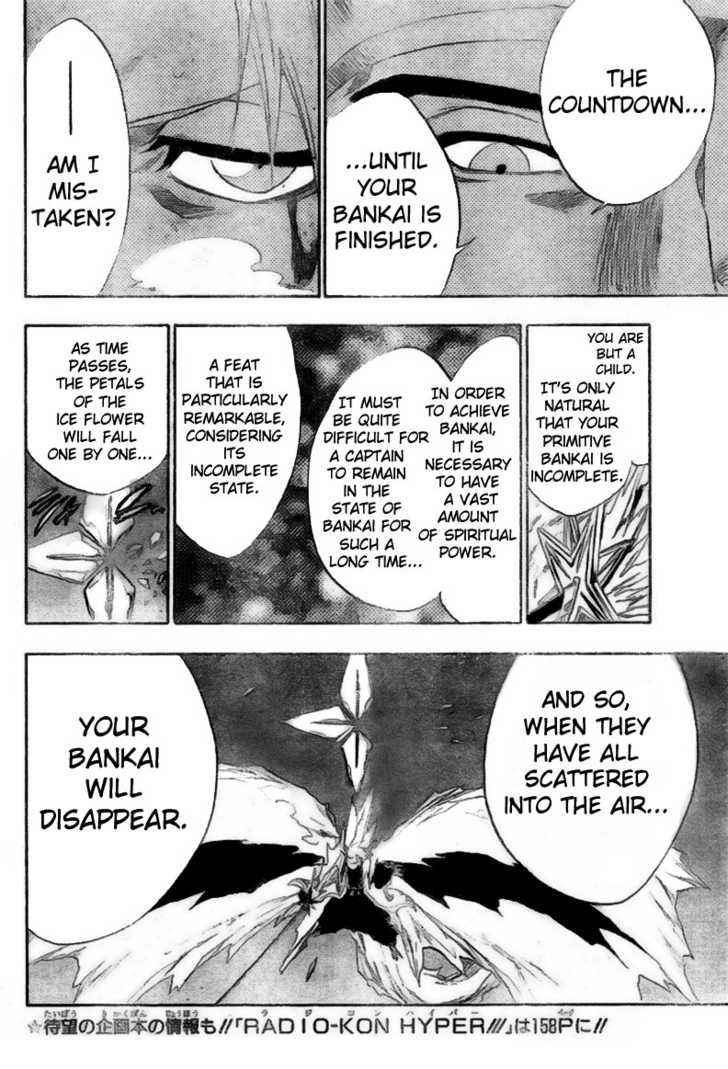 THE
COUNTDOWN...
...UNTIL
YOUR
BANKAI IS
FINISHED.
—
AM I
MIS-
TAKEN?
YOU ARE
BUT A
CHILD.
IT'S ONLY
NATURAL
THAT YOUR
PRIMITIVE
BANKAI IS
INCOMPLETE.
IN ORDER
TO ACHIEVE
BANKAI,
IT IS
NECESSARY
TO HAVE
A VAST
AMOUNT
OF SPIRITUAL
POWER.
IT MUST
BE QUITE
DIFFICULT FOR
A CAPTAIN
TO REMAIN
IN THE
STATE OF
BANKAI FOR
SUCH A
LONG TIME...
A FEAT
THAT IS
PARTICULARLY
REMARKABLE,
CONSIDERING
ITS
INCOMPLETE
STATE.
AS TIME
PASSES,
THE PETALS
OF THE
ICE FLOWER
WILL FALL
ONE BY ONE...
AND SO,
WHEN THEY
HAVE ALL
SCATTERED
INTO THE AIR...
YOUR
BANKAI
WILL
DISAPPEAR.
☆待望の企画本の情報も!!「RADIO-KON HYPER!!!」は158Pに!!